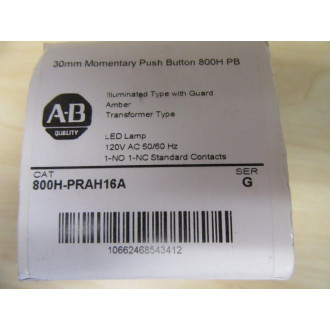 30mm Momentary Push Button 800H PB
A-B
QUALITY
Illuminated Type with Guard
Amber
Transformer Type
LED Lamp
120V AC 50/60 Hz
1-NO 1-NC Standard Contacts
CAT
800H-PRAH16A
SER
G
10662468543412